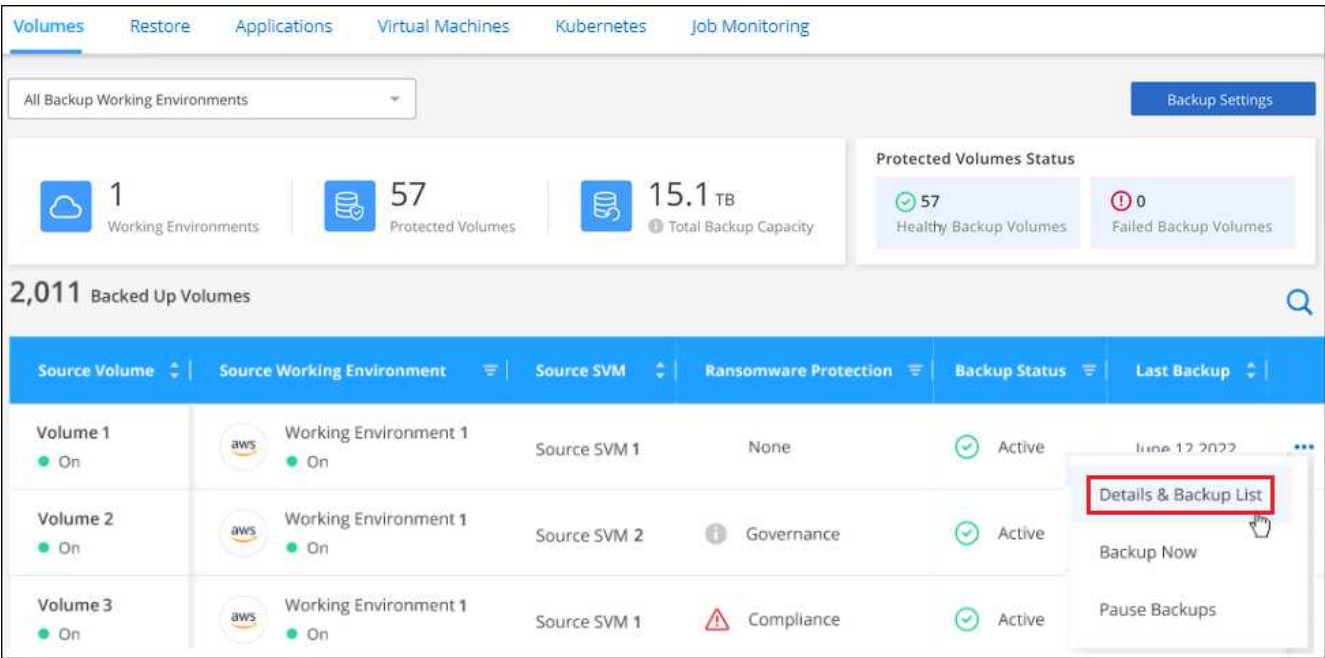 Volumes Restore Applications Virtual Machines Kubernetes Job Monitoring
All Backup Working Environments
Backup Settings
1
Working Environments
57
Protected Volumes
15.1 TB
Total Backup Capacity
Protected Volumes Status
57
Healthy Backup Volumes
0
Failed Backup Volumes
2,011 Backed Up Volumes
Source Volume Source Working Environment Source SVM Ransomware Protection Backup Status Last Backup
Volume 1
On
aws
Working Environment 1
On
Source SVM 1
None
Active
June 12 2022
Details & Backup List
Backup Now
Pause Backups
Volume 2
On
aws
Working Environment 1
On
Source SVM 2
Governance
Active
Volume 3
On
aws
Working Environment 1
On
Source SVM 1
Compliance
Active